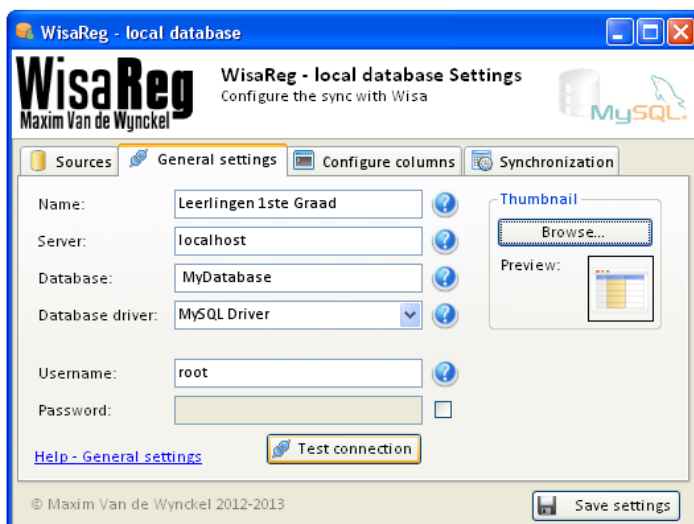 WisaReg - local database
WisaReg
Maxim Van de Wynckel
WisaReg - local database Settings
Configure the sync with Wisa
MySQL
Sources
General settings
Configure columns
Synchronization
Name:
Leerlingen 1ste Graad
Server:
localhost
Database:
MyDatabase
Database driver:
MySQL Driver
Username:
root
Password:
Thumbnail
Browse...
Preview:
Help - General settings
Test connection
© Maxim Van de Wynckel 2012-2013
Save settings